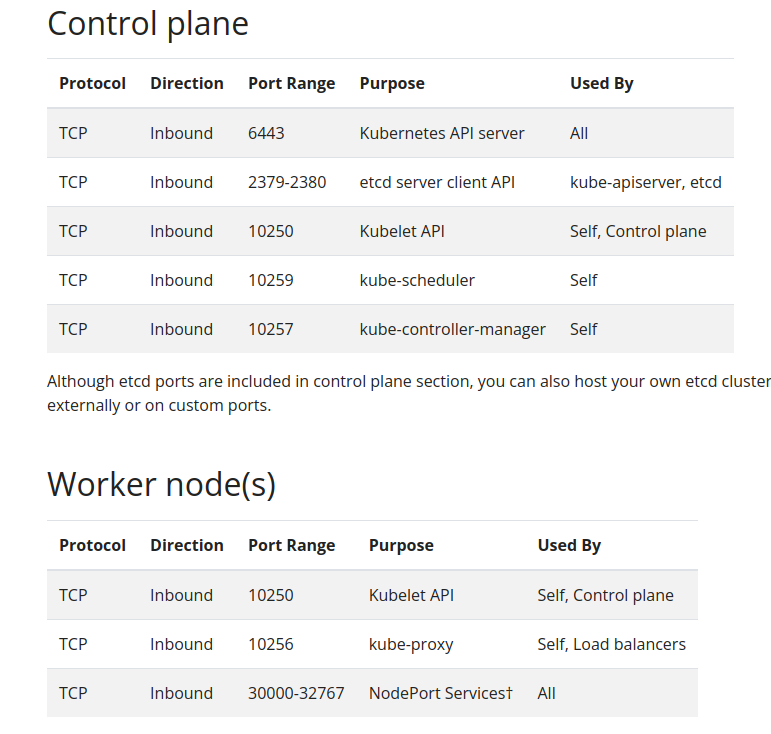 Control plane
Protocol Direction Port Range Purpose Used By
TCP Inbound 6443 Kubernetes API server All
TCP Inbound 2379-2380 etcd server client API kube-apiserver, etcd
TCP Inbound 10250 Kubelet API Self, Control plane
TCP Inbound 10259 kube-scheduler Self
TCP Inbound 10257 kube-controller-manager Self
Although etcd ports are included in control plane section, you can also host your own etcd cluster
externally or on custom ports.
Worker node(s)
Protocol Direction Port Range Purpose Used By
TCP Inbound 10250 Kubelet API Self, Control plane
TCP Inbound 10256 kube-proxy Self, Load balancers
TCP Inbound 30000-32767 NodePort Services† All